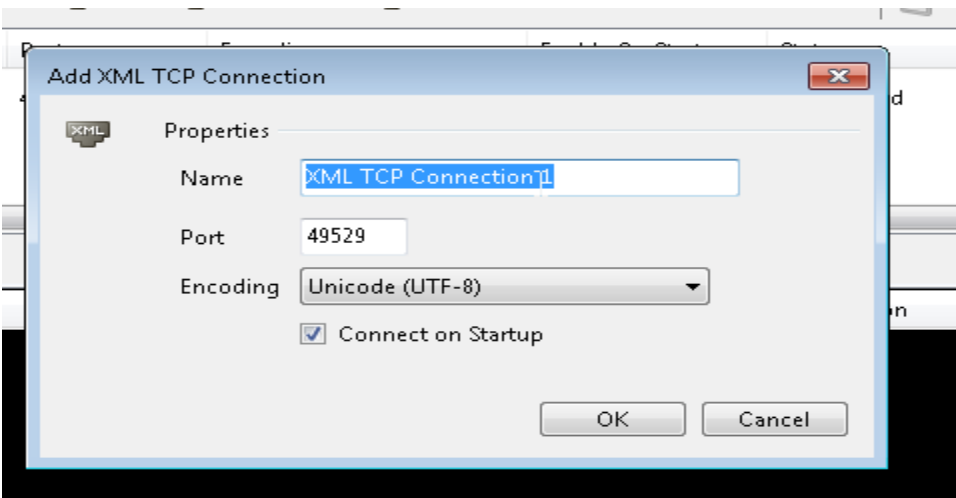 Add XML TCP Connection
XML
Properties
Name
XML TCP Connection 1
Port
49529
Encoding
Unicode (UTF-8)
Connect on Startup
OK
Cancel